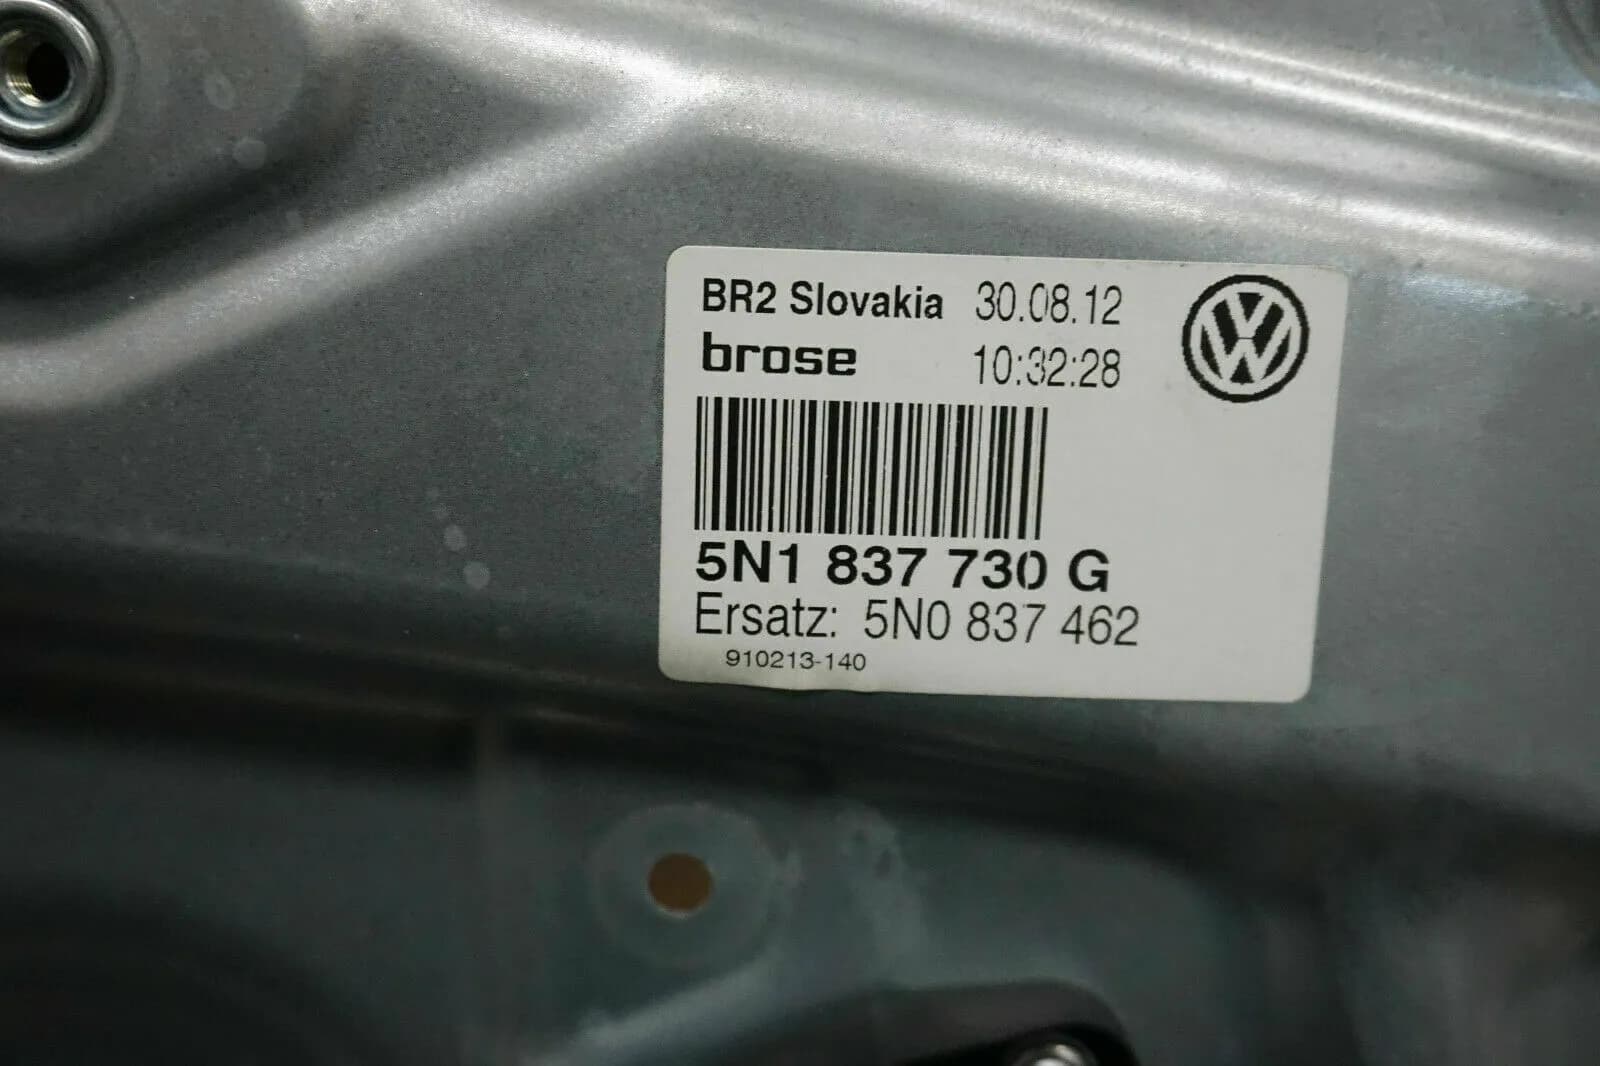 BR2 Slovakia 30.08.12
brose 10:32:28
5N1 837 730 G
Ersatz: 5N0 837 462
910213-140